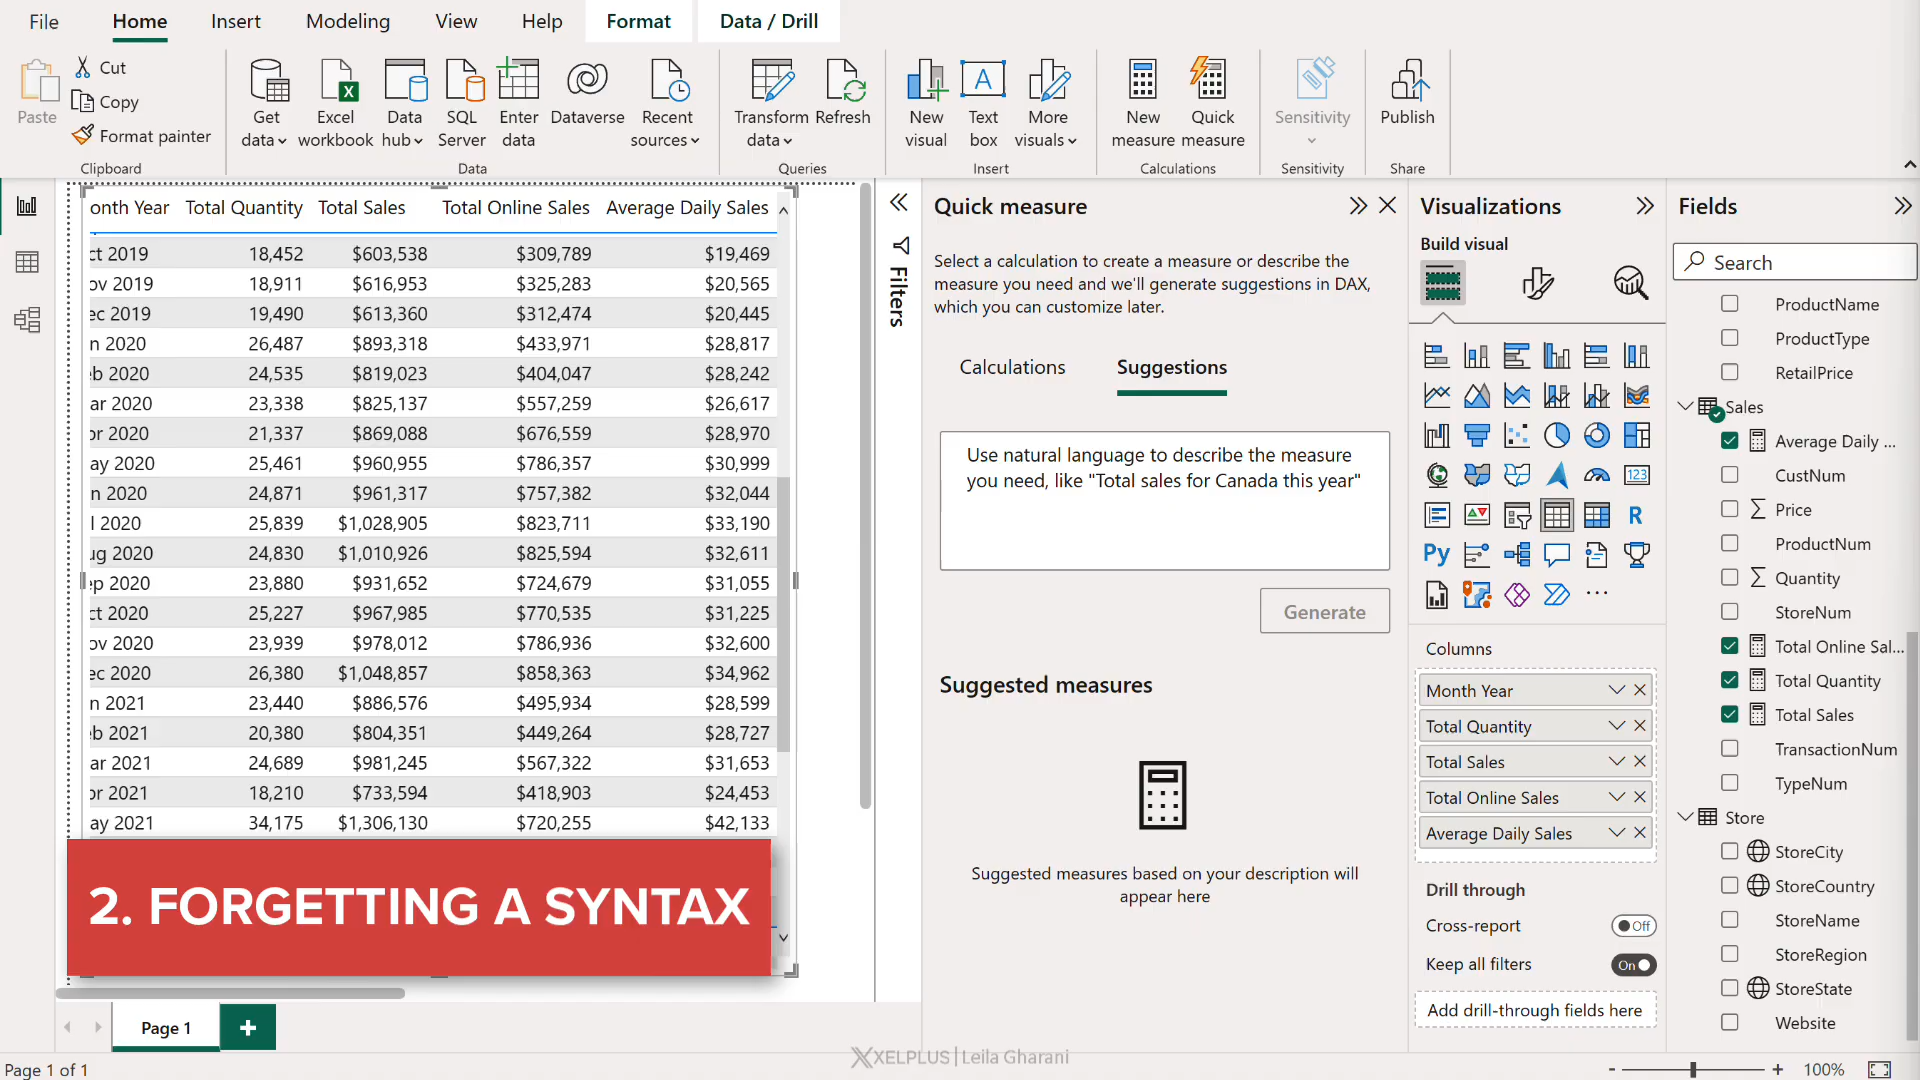 File Home Insert Modeling View Help Format Data / Drill
Paste
Cut
Copy
Format painter
Clipboard
Get data
Excel workbook
Data hub
SQL Server
Enter data
Dataverse
Recent sources
Data
Transform data
Refresh
Queries
New visual
Text box
More visuals
Insert
New measure
Quick measure
Calculations
Sensitivity
Sensitivity
Publish
Share
onth Year Total Quantity Total Sales Total Online Sales Average Daily Sales
ct 2019 18,452 $603,538 $309,789 $19,469
ov 2019 18,911 $616,953 $325,283 $20,565
ec 2019 19,490 $613,360 $312,474 $20,445
n 2020 26,487 $893,318 $433,971 $28,817
eb 2020 24,535 $819,023 $404,047 $28,242
ar 2020 23,338 $825,137 $557,259 $26,617
or 2020 21,337 $869,088 $676,559 $28,970
ay 2020 25,461 $960,955 $786,357 $30,999
n 2020 24,871 $961,317 $757,382 $32,044
l 2020 25,839 $1,028,905 $823,711 $33,190
ug 2020 24,830 $1,010,926 $825,594 $32,611
ep 2020 23,880 $931,652 $724,679 $31,055
ct 2020 25,227 $967,985 $770,535 $31,225
ov 2020 23,939 $978,012 $786,936 $32,600
ec 2020 26,380 $1,048,857 $858,363 $34,962
n 2021 23,440 $886,576 $495,934 $28,599
eb 2021 20,380 $804,351 $449,264 $28,727
ar 2021 24,689 $981,245 $567,322 $31,653
or 2021 18,210 $733,594 $418,903 $24,453
ay 2021 34,175 $1,306,130 $720,255 $42,133
2. FORGETTING A SYNTAX
Page 1
Page 1 of 1
Filters
Quick measure
Select a calculation to create a measure or describe the
measure you need and we'll generate suggestions in DAX,
which you can customize later.
Calculations Suggestions
Use natural language to describe the measure
you need, like "Total sales for Canada this year"
Generate
Suggested measures
Suggested measures based on your description will
appear here
XELPLUS | Leila Gharani
Visualizations
Build visual
123
R
Py
Columns
Month Year
Total Quantity
Total Sales
Total Online Sales
Average Daily Sales
Drill through
Cross-report Off
Keep all filters On
Add drill-through fields here
Fields
Search
ProductName
ProductType
RetailPrice
Sales
Average Daily ...
CustNum
Price
ProductNum
Quantity
StoreNum
Total Online Sal...
Total Quantity
Total Sales
TransactionNum
TypeNum
Store
StoreCity
StoreCountry
StoreName
StoreRegion
StoreState
Website
- + 100%